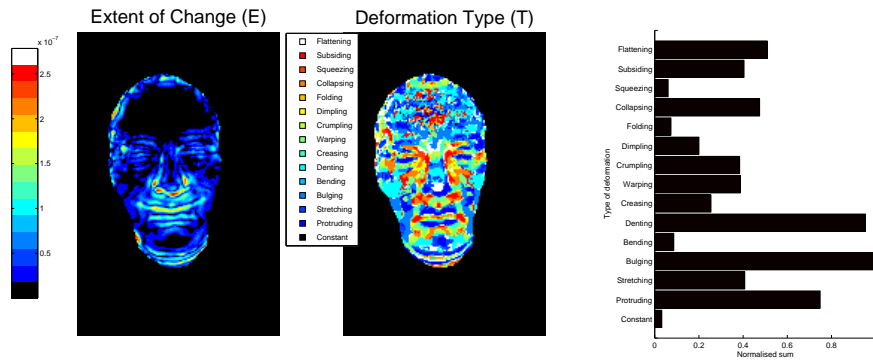 Extent of Change (E)
Deformation Type (T)
x 10⁻⁷
2.5
2
1.5
1
0.5
Flattening
Subsiding
Squeezing
Collapsing
Folding
Dimpling
Crumpling
Warping
Creasing
Denting
Bending
Bulging
Stretching
Protruding
Constant
Type of deformation
Flattening
Subsiding
Squeezing
Collapsing
Folding
Dimpling
Crumpling
Warping
Creasing
Denting
Bending
Bulging
Stretching
Protruding
Constant
0 0.2 0.4 0.6 0.8
Normalised sum